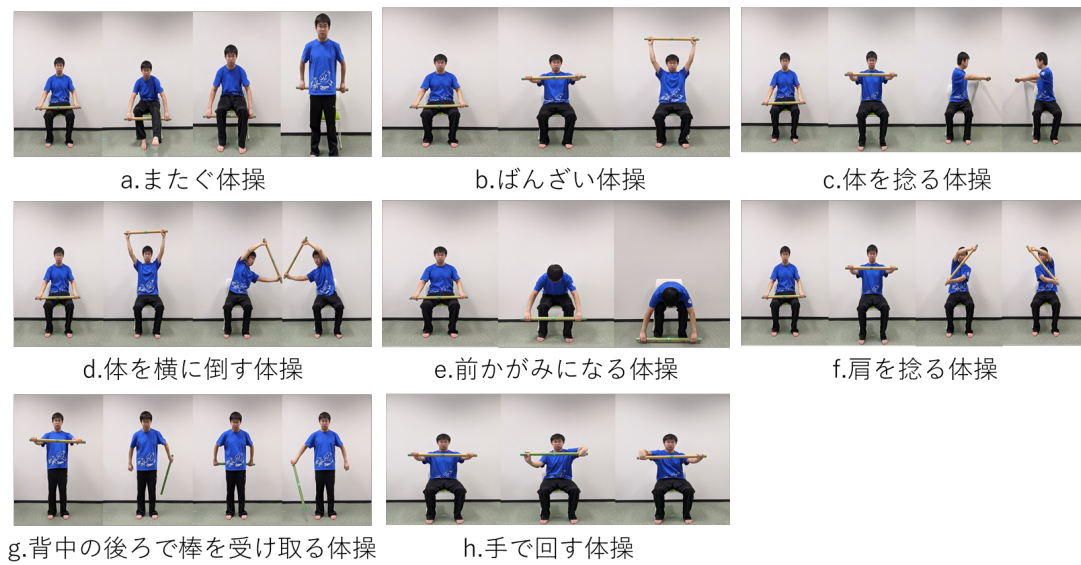 a.またぐ体操
b.ばんざい体操
c.体を捻る体操
d.体を横に倒す体操
e.前かがみになる体操
f.肩を捻る体操
g.背中の後ろで棒を受け取る体操
h.手で回す体操